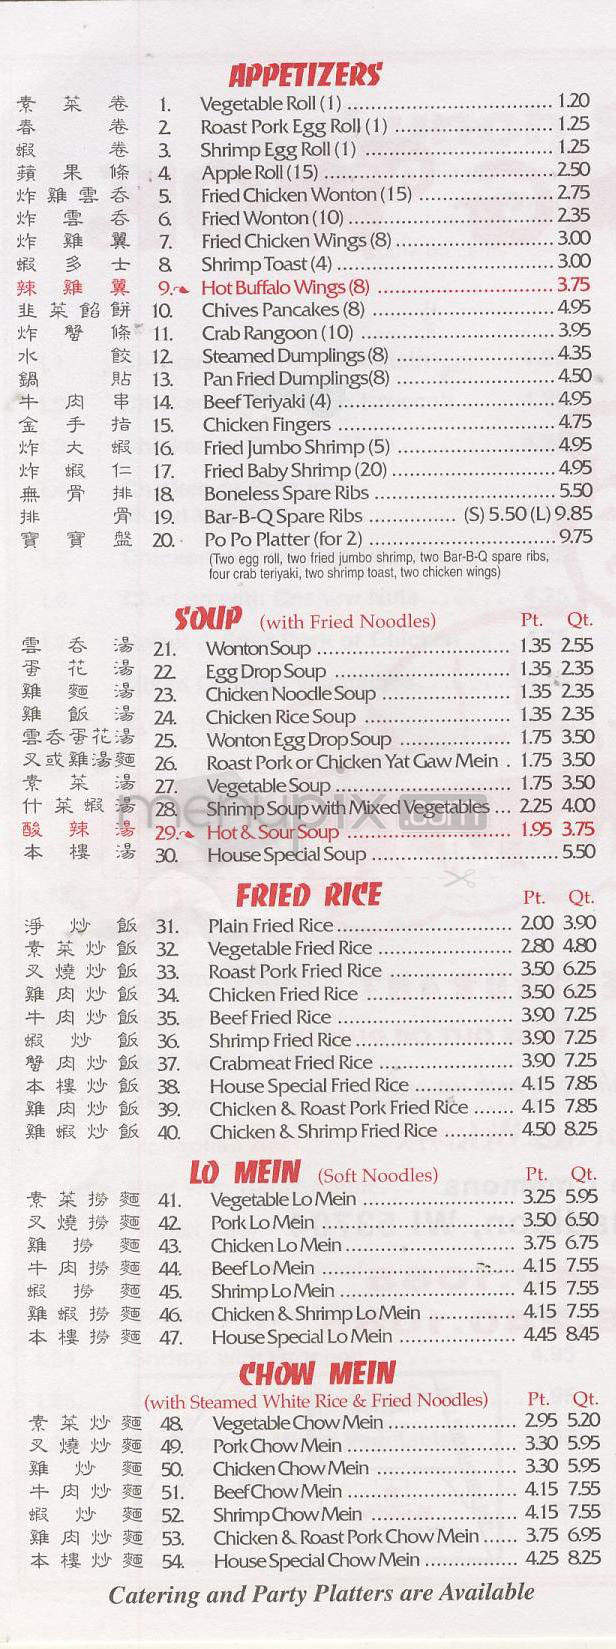 APPETIZERS
素菜卷 1. Vegetable Roll (1) 1.20
春卷 2. Roast Pork Egg Roll (1) 1.25
蝦卷 3. Shrimp Egg Roll (1) 1.25
蘋果條 4. Apple Roll (15) 2.50
炸雞雲吞 5. Fried Chicken Wonton (15) 2.75
炸雲吞 6. Fried Wonton (10) 2.35
炸雞翼 7. Fried Chicken Wings (8) 3.00
蝦多士 8. Shrimp Toast (4) 3.00
辣雞翼 9. Hot Buffalo Wings (8) 3.75
韭菜餡餅 10. Chives Pancakes (8) 4.95
炸蟹條 11. Crab Rangoon (10) 3.95
水餃 12. Steamed Dumplings (8) 4.35
鍋貼 13. Pan Fried Dumplings(8) 4.50
牛肉串 14. Beef Teriyaki (4) 4.95
金手指 15. Chicken Fingers 4.75
炸大蝦 16. Fried Jumbo Shrimp (5) 4.95
炸蝦仁 17. Fried Baby Shrimp (20) 4.95
無骨排 18. Boneless Spare Ribs 5.50
排骨 19. Bar-B-Q Spare Ribs (S) 5.50 (L) 9.85
寶寶盤 20. Po Po Platter (for 2) 9.75
(Two egg roll, two fried jumbo shrimp, two Bar-B-Q spare ribs,
four crab teriyaki, two shrimp toast, two chicken wings)
SOUP (with Fried Noodles) Pt. Qt.
雲吞湯 21. Wonton Soup 1.35 2.55
蛋花湯 22. Egg Drop Soup 1.35 2.35
雞麵湯 23. Chicken Noodle Soup 1.35 2.35
雞飯湯 24. Chicken Rice Soup 1.35 2.35
雲吞蛋花湯 25. Wonton Egg Drop Soup 1.75 3.50
叉或雞湯麵 26. Roast Pork or Chicken Yat Gaw Mein . 1.75 3.50
素菜湯 27. Vegetable Soup 1.75 3.50
什菜蝦湯 28. Shrimp Soup with Mixed Vegetables 2.25 4.00
menupix.com
酸辣湯 29. Hot & Sour Soup 1.95 3.75
本樓湯 30. House Special Soup 5.50
FRIED RICE Pt. Qt.
淨炒飯 31. Plain Fried Rice 2.00 3.90
素菜炒飯 32. Vegetable Fried Rice 2.80 4.80
叉燒炒飯 33. Roast Pork Fried Rice 3.50 6.25
雞肉炒飯 34. Chicken Fried Rice 3.50 6.25
牛肉炒飯 35. Beef Fried Rice 3.90 7.25
蝦炒飯 36. Shrimp Fried Rice 3.90 7.25
蟹肉炒飯 37. Crabmeat Fried Rice 3.90 7.25
本樓炒飯 38. House Special Fried Rice 4.15 7.85
雞肉炒飯 39. Chicken & Roast Pork Fried Rice 4.15 7.85
雞蝦炒飯 40. Chicken & Shrimp Fried Rice 4.50 8.25
LO MEIN (Soft Noodles) Pt. Qt.
素菜撈麵 41. Vegetable Lo Mein 3.25 5.95
叉燒撈麵 42. Pork Lo Mein 3.50 6.50
雞撈麵 43. Chicken Lo Mein 3.75 6.75
牛肉撈麵 44. Beef Lo Mein 4.15 7.55
蝦撈麵 45. Shrimp Lo Mein 4.15 7.55
雞蝦撈麵 46. Chicken & Shrimp Lo Mein 4.15 7.55
本樓撈麵 47. House Special Lo Mein 4.45 8.45
CHOW MEIN
(with Steamed White Rice & Fried Noodles) Pt. Qt.
素菜炒麵 48. Vegetable Chow Mein 2.95 5.20
叉燒炒麵 49. Pork Chow Mein 3.30 5.95
雞炒麵 50. Chicken Chow Mein 3.30 5.95
牛肉炒麵 51. Beef Chow Mein 4.15 7.55
蝦炒麵 52. Shrimp Chow Mein 4.15 7.55
雞肉炒麵 53. Chicken & Roast Pork Chow Mein 3.75 6.95
本樓炒麵 54. House Special Chow Mein 4.25 8.25
Catering and Party Platters are Available